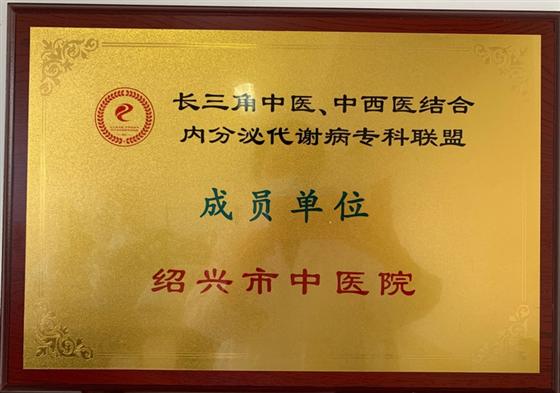 长三角中医、中西医结合
内分泌代谢病专科联盟
成员单位
绍兴市中医院